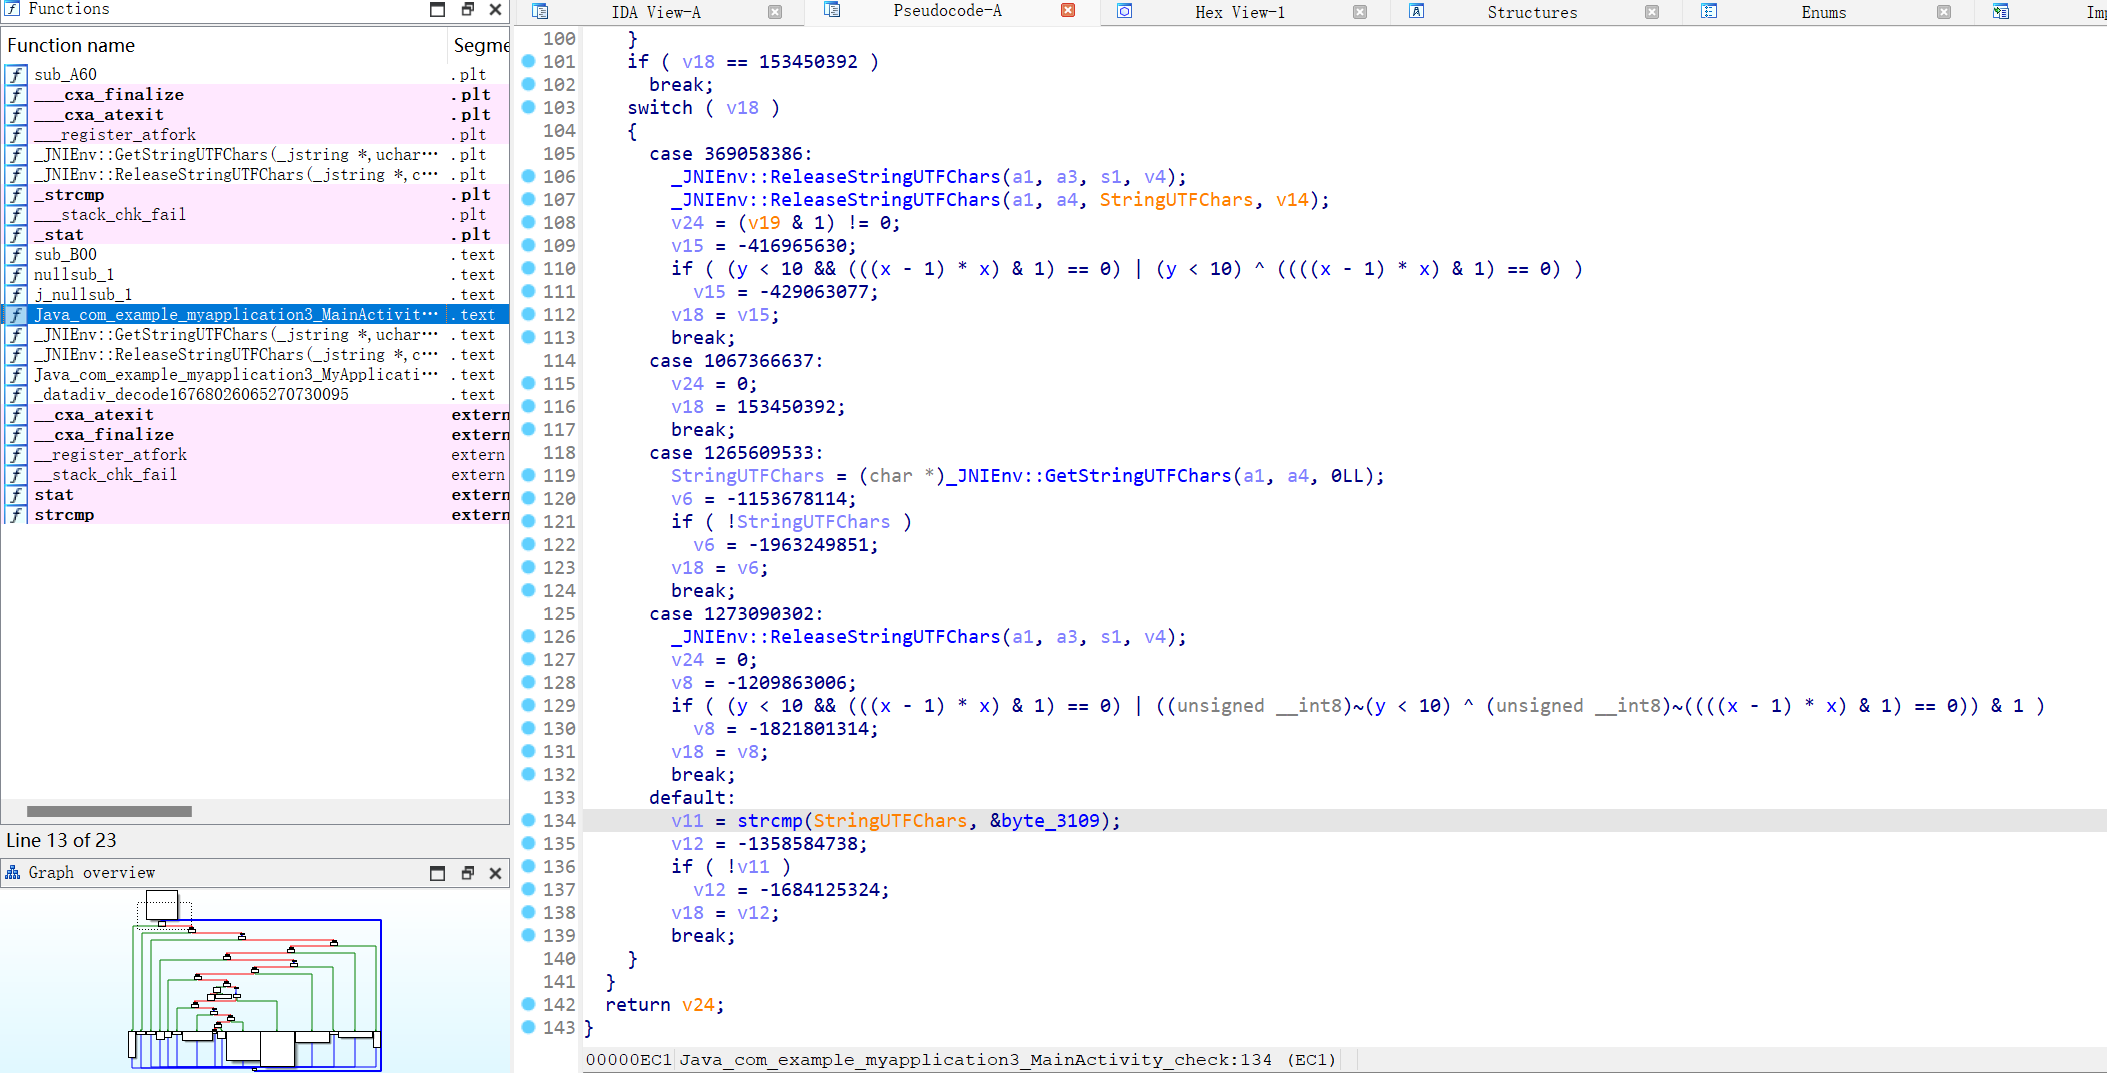 Functions
Function name Segme
sub_A60 .plt
___cxa_finalize .plt
___cxa_atexit .plt
___register_atfork .plt
_JNIEnv::GetStringUTFChars(_jstring *,uchar··· .plt
_JNIEnv::ReleaseStringUTFChars(_jstring *,c··· .plt
_strcmp .plt
___stack_chk_fail .plt
_stat .plt
sub_B00 .text
nullsub_1 .text
j_nullsub_1 .text
Java_com_example_myapplication3_MainActivit··· .text
_JNIEnv::GetStringUTFChars(_jstring *,uchar··· .text
_JNIEnv::ReleaseStringUTFChars(_jstring *,c··· .text
Java_com_example_myapplication3_MyApplicati··· .text
_datadiv_decode16768026065270730095 .text
__cxa_atexit extern
__cxa_finalize extern
__register_atfork extern
__stack_chk_fail extern
stat extern
strcmp extern
Line 13 of 23
Graph overview
IDA View-A Pseudocode-A Hex View-1 Structures Enums Im
100 }
101 if ( v18 == 153450392 )
102 break;
103 switch ( v18 )
104 {
105 case 369058386:
106 _JNIEnv::ReleaseStringUTFChars(a1, a3, s1, v4);
107 _JNIEnv::ReleaseStringUTFChars(a1, a4, StringUTFChars, v14);
108 v24 = (v19 & 1) != 0;
109 v15 = -416965630;
110 if ( (y < 10 && (((x - 1) * x) & 1) == 0) | (y < 10) ^ ((((x - 1) * x) & 1) == 0) )
111 v15 = -429063077;
112 v18 = v15;
113 break;
114 case 1067366637:
115 v24 = 0;
116 v18 = 153450392;
117 break;
118 case 1265609533:
119 StringUTFChars = (char *)_JNIEnv::GetStringUTFChars(a1, a4, 0LL);
120 v6 = -1153678114;
121 if ( !StringUTFChars )
122 v6 = -1963249851;
123 v18 = v6;
124 break;
125 case 1273090302:
126 _JNIEnv::ReleaseStringUTFChars(a1, a3, s1, v4);
127 v24 = 0;
128 v8 = -1209863006;
129 if ( (y < 10 && (((x - 1) * x) & 1) == 0) | ((unsigned __int8)~(y < 10) ^ (unsigned __int8)~((((x - 1) * x) & 1) == 0)) & 1 )
130 v8 = -1821801314;
131 v18 = v8;
132 break;
133 default:
134 v11 = strcmp(StringUTFChars, &byte_3109);
135 v12 = -1358584738;
136 if ( !v11 )
137 v12 = -1684125324;
138 v18 = v12;
139 break;
140 }
141 }
142 return v24;
143 }
00000EC1 Java_com_example_myapplication3_MainActivity_check:134 (EC1)